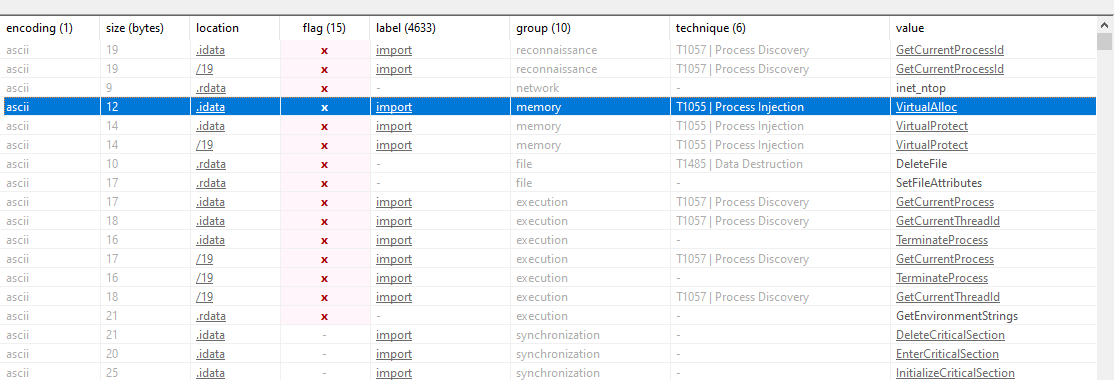 encoding (1) size (bytes) location flag (15) label (4633) group (10) technique (6) value
ascii 19 .idata x import reconnaissance T1057 | Process Discovery GetCurrentProcessId
ascii 19 /19 x import reconnaissance T1057 | Process Discovery GetCurrentProcessId
ascii 9 .rdata x - network - inet_ntop
ascii 12 .idata x import memory T1055 | Process Injection VirtualAlloc
ascii 14 .idata x import memory T1055 | Process Injection VirtualProtect
ascii 14 /19 x import memory T1055 | Process Injection VirtualProtect
ascii 10 .rdata x - file T1485 | Data Destruction DeleteFile
ascii 17 .rdata x - file - SetFileAttributes
ascii 17 .idata x import execution T1057 | Process Discovery GetCurrentProcess
ascii 18 .idata x import execution T1057 | Process Discovery GetCurrentThreadId
ascii 16 .idata x import execution - TerminateProcess
ascii 17 /19 x import execution T1057 | Process Discovery GetCurrentProcess
ascii 16 /19 x import execution - TerminateProcess
ascii 18 /19 x import execution T1057 | Process Discovery GetCurrentThreadId
ascii 21 .rdata x - execution - GetEnvironmentStrings
ascii 21 .idata - import synchronization - DeleteCriticalSection
ascii 20 .idata - import synchronization - EnterCriticalSection
ascii 25 .idata - import synchronization - InitializeCriticalSection